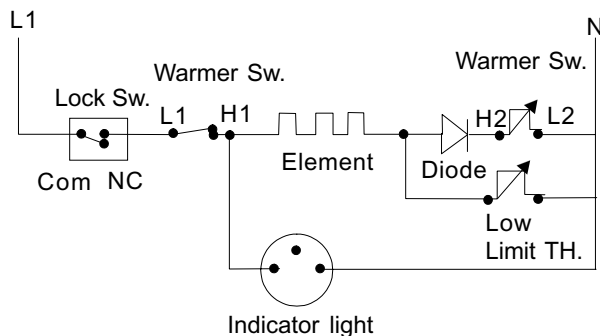 L1
N
Warmer Sw.
Warmer Sw.
Lock Sw.
L1
H1
H2
L2
Element
Diode
Com NC
Low
Limit TH.
Indicator light